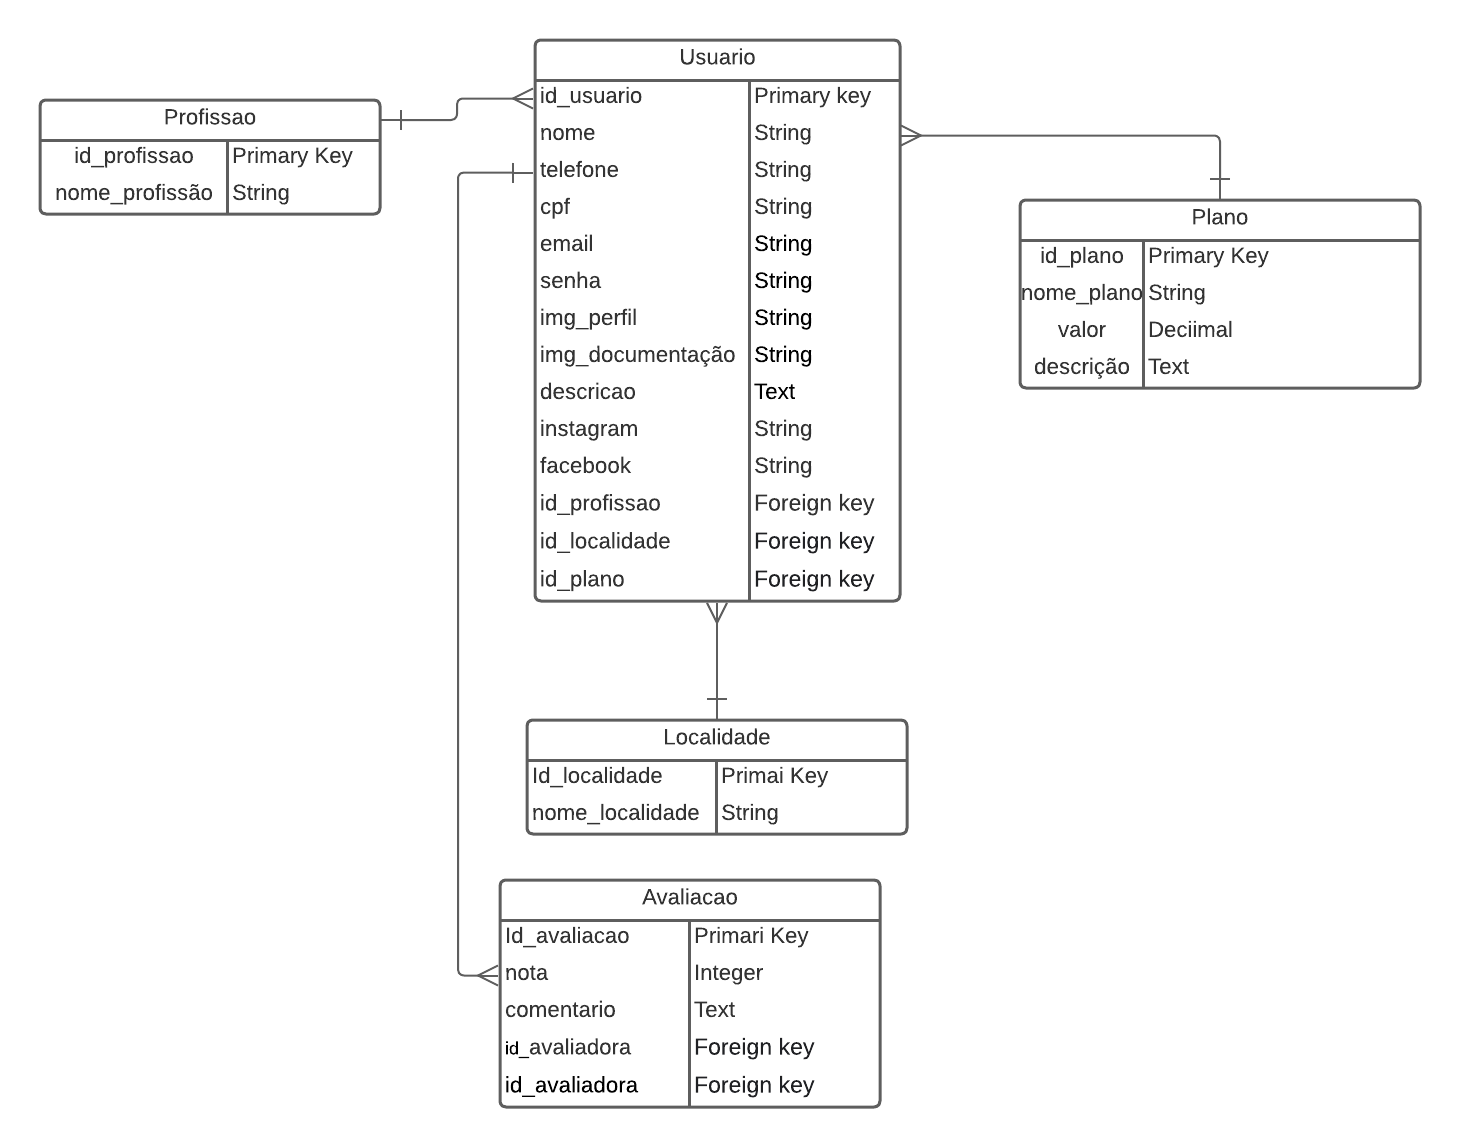 Usuario
id_usuario Primary key
nome String
telefone String
cpf String
email String
senha String
img_perfil String
img_documentação String
descricao Text
instagram String
facebook String
id_profissao Foreign key
id_localidade Foreign key
id_plano Foreign key
Profissao
id_profissao Primary Key
nome_profissão String
Plano
id_plano Primary Key
nome_plano String
valor Deciimal
descrição Text
Localidade
Id_localidade Primai Key
nome_localidade String
Avaliacao
Id_avaliacao Primari Key
nota Integer
comentario Text
id_avaliadora Foreign key
id_avaliadora Foreign key